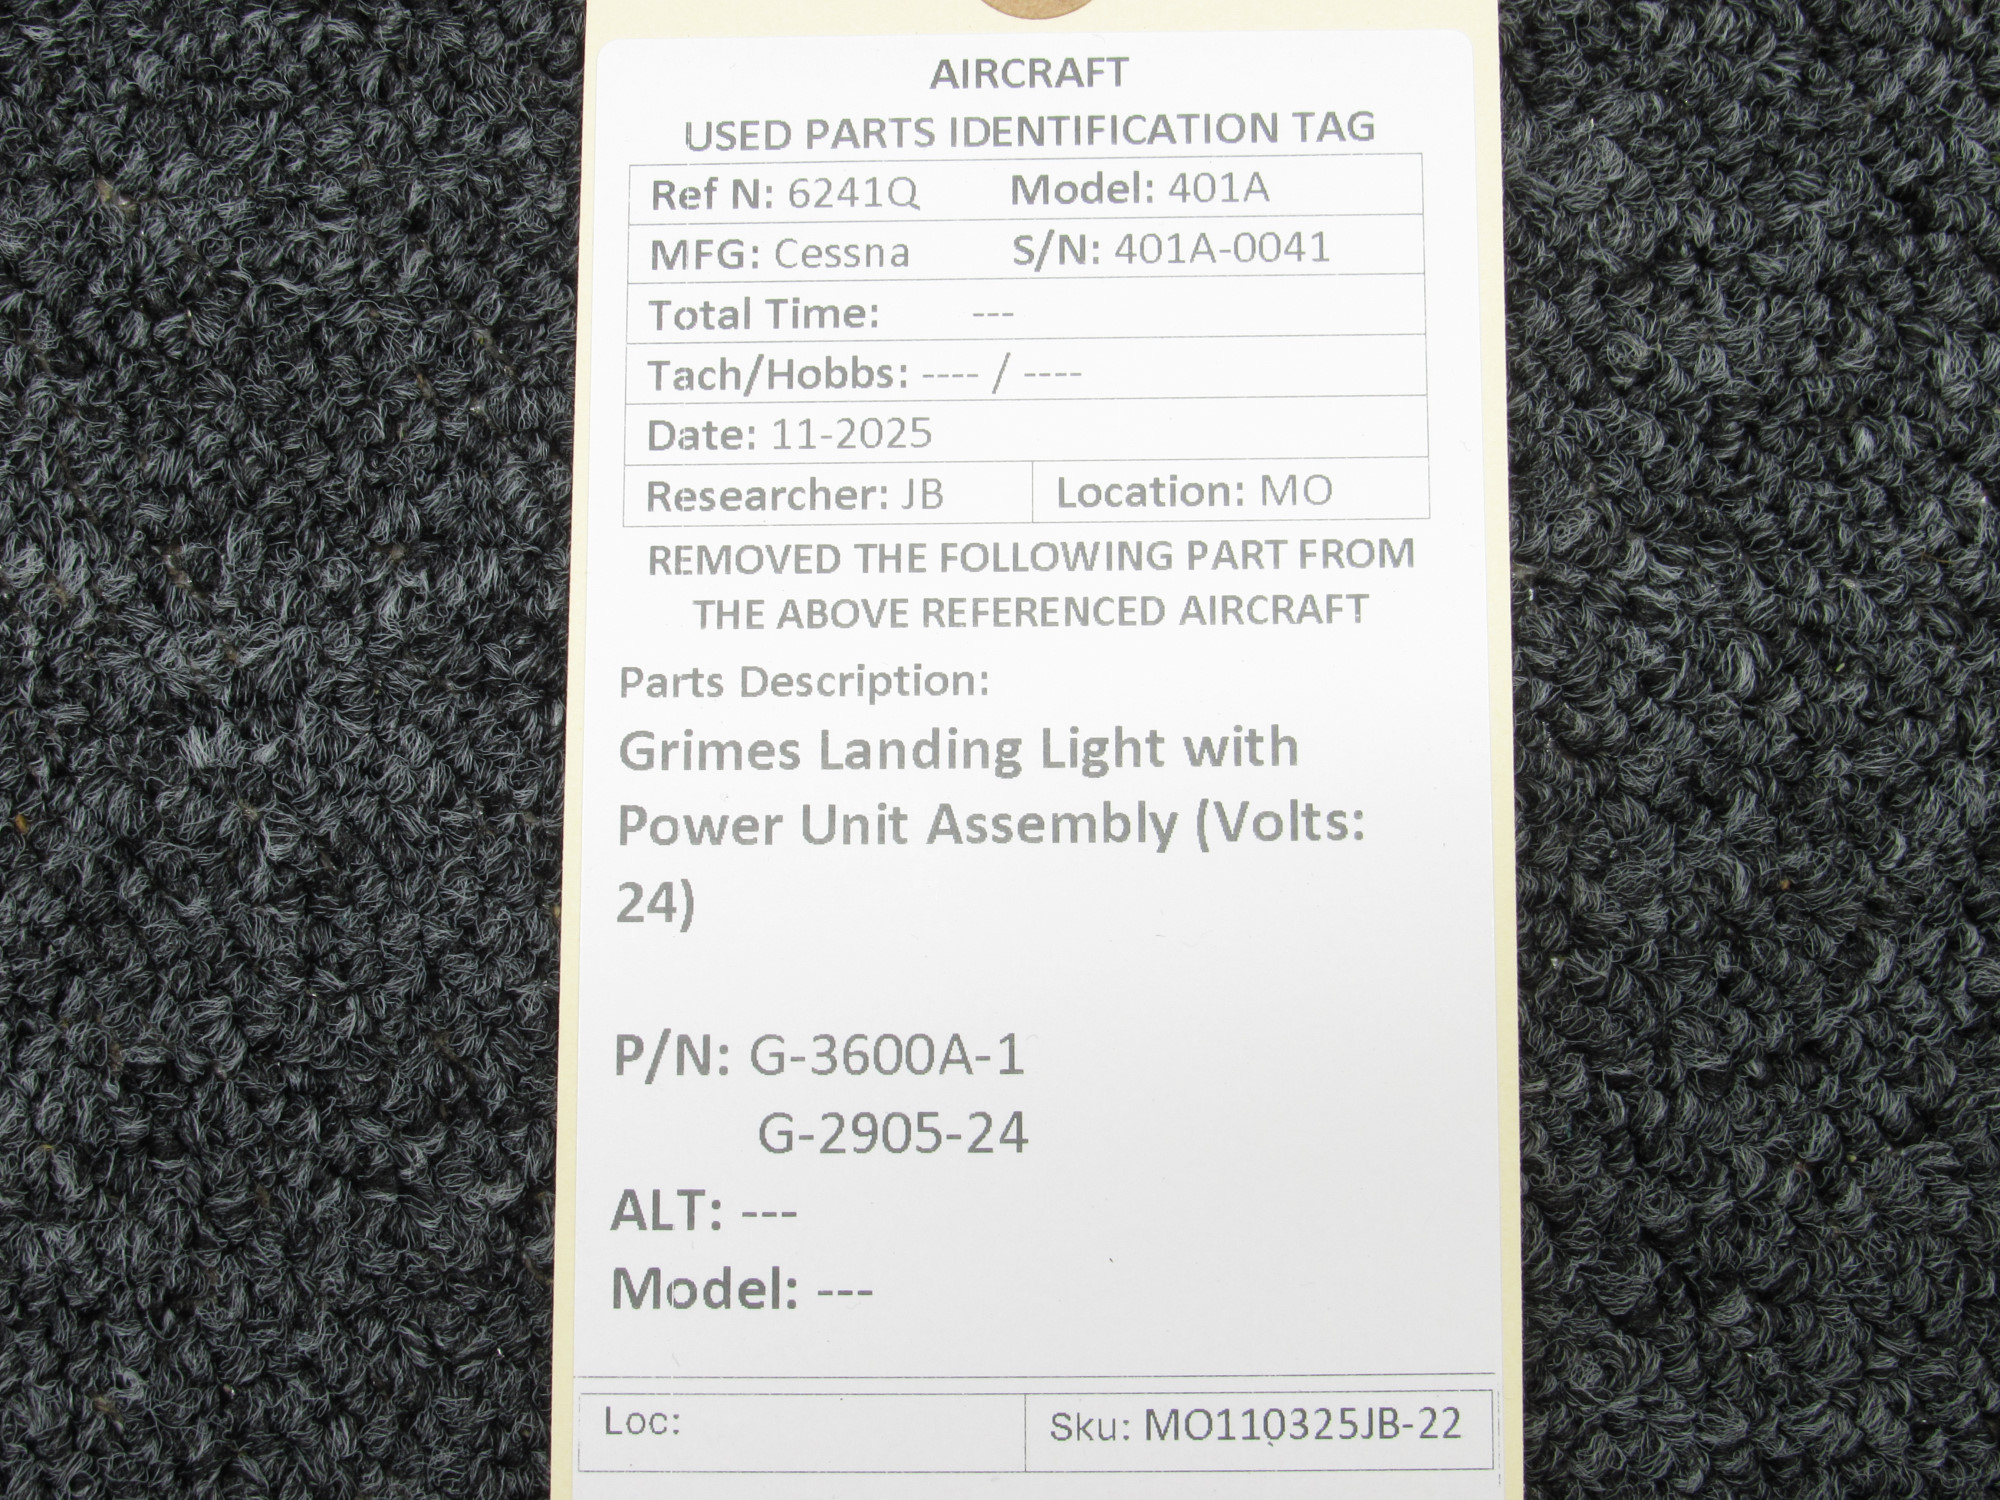 AIRCRAFT
USED PARTS IDENTIFICATION TAG
Ref N: 6241Q Model: 401A
MFG: Cessna S/N: 401A-0041
Total Time: ---
Tach/Hobbs: ---- / ----
Date: 11-2025
Researcher: JB Location: MO
REMOVED THE FOLLOWING PART FROM
THE ABOVE REFERENCED AIRCRAFT
Parts Description:
Grimes Landing Light with
Power Unit Assembly (Volts:
24)
P/N: G-3600A-1
G-2905-24
ALT: ---
Model: ---
Loc: Sku: MO110325JB-22